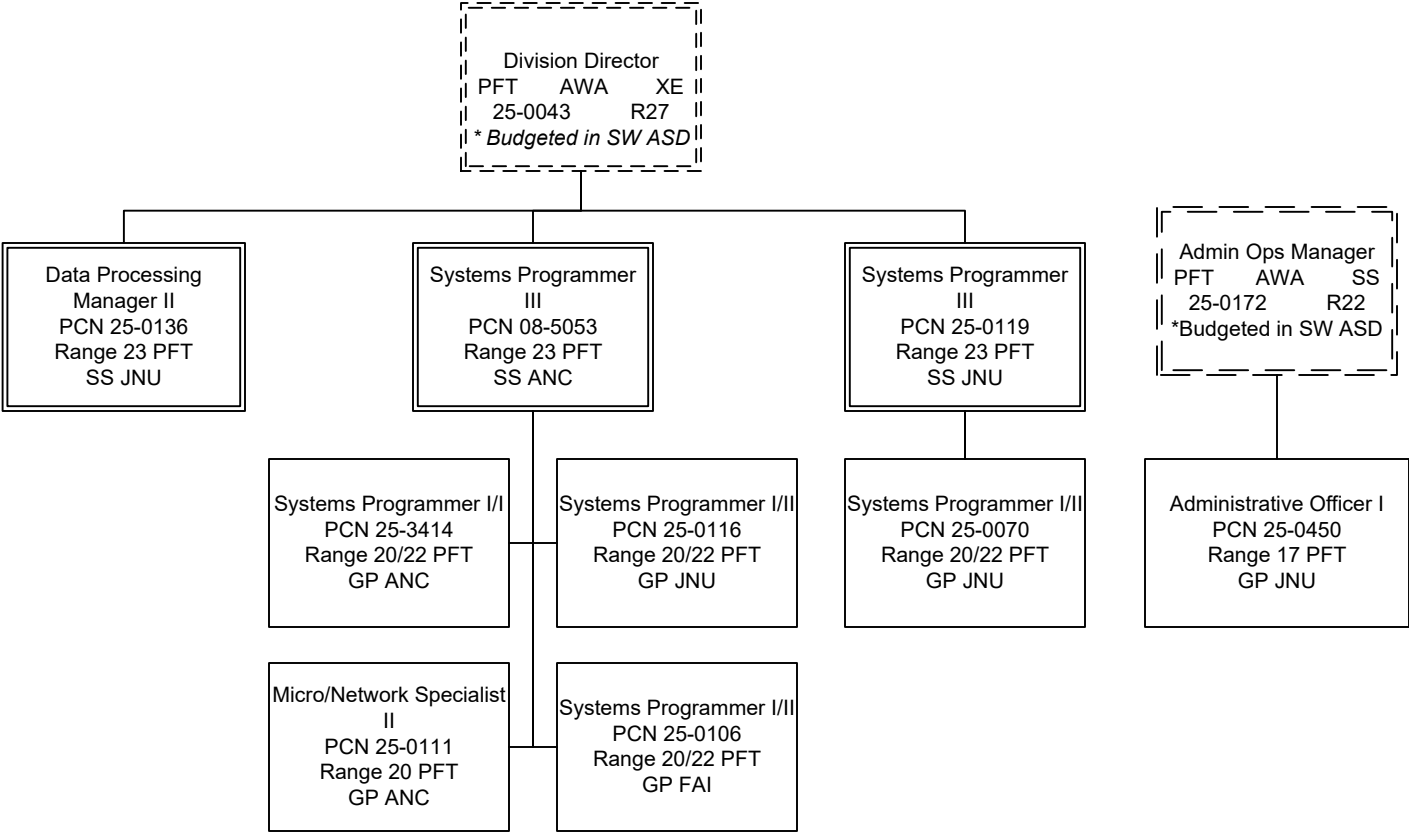 Division Director
PFT AWA XE
25-0043 R27
* Budgeted in SW ASD
Data Processing
Manager II
PCN 25-0136
Range 23 PFT
SS JNU
Systems Programmer
III
PCN 08-5053
Range 23 PFT
SS ANC
Systems Programmer
III
PCN 25-0119
Range 23 PFT
SS JNU
Admin Ops Manager
PFT AWA SS
25-0172 R22
*Budgeted in SW ASD
Systems Programmer I/I
PCN 25-3414
Range 20/22 PFT
GP ANC
Systems Programmer I/II
PCN 25-0116
Range 20/22 PFT
GP JNU
Systems Programmer I/II
PCN 25-0070
Range 20/22 PFT
GP JNU
Administrative Officer I
PCN 25-0450
Range 17 PFT
GP JNU
Micro/Network Specialist
II
PCN 25-0111
Range 20 PFT
GP ANC
Systems Programmer I/II
PCN 25-0106
Range 20/22 PFT
GP FAI